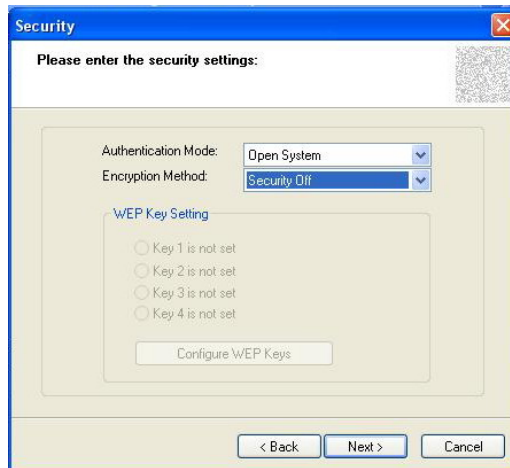 Security
Please enter the security settings:
Authentication Mode: Open System
Encryption Method: Security Off
WEP Key Setting
Key 1 is not set
Key 2 is not set
Key 3 is not set
Key 4 is not set
Configure WEP Keys
< Back Next > Cancel